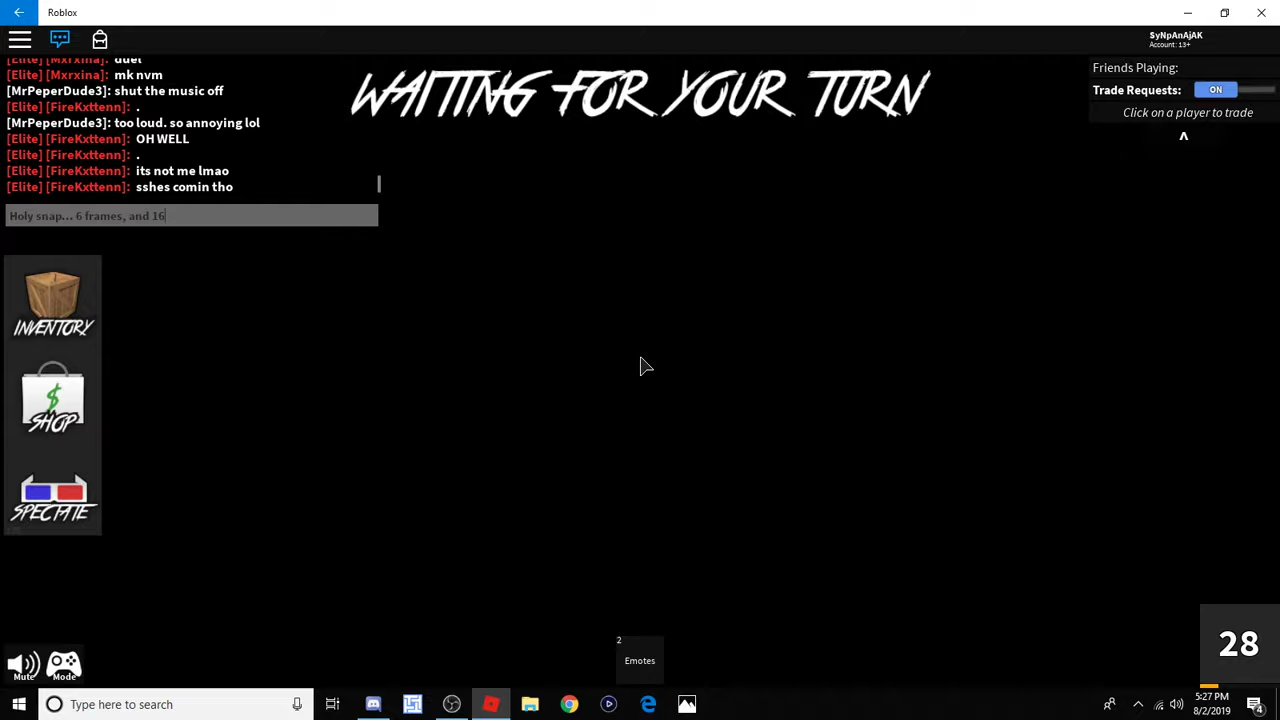 Roblox
SyNpAnAjAK
Account: 13+
[Elite] [Mxrxina]: duel
[Elite] [Mxrxina]: mk nvm
[MrPeperDude3]: shut the music off
[Elite] [FireKxttenn]: .
[MrPeperDude3]: too loud. so annoying lol
[Elite] [FireKxttenn]: OH WELL
[Elite] [FireKxttenn]: .
[Elite] [FireKxttenn]: its not me lmao
[Elite] [FireKxttenn]: sshes comin tho
Holy snap... 6 frames, and 16
WAITING FOR YOUR TURN
Friends Playing:
Trade Requests: ON
Click on a player to trade
^
INVENTORY
$
SHOP
SPECTATE
Mute
Mode
2
Emotes
28
Type here to search
5:27 PM
8/2/2019
4